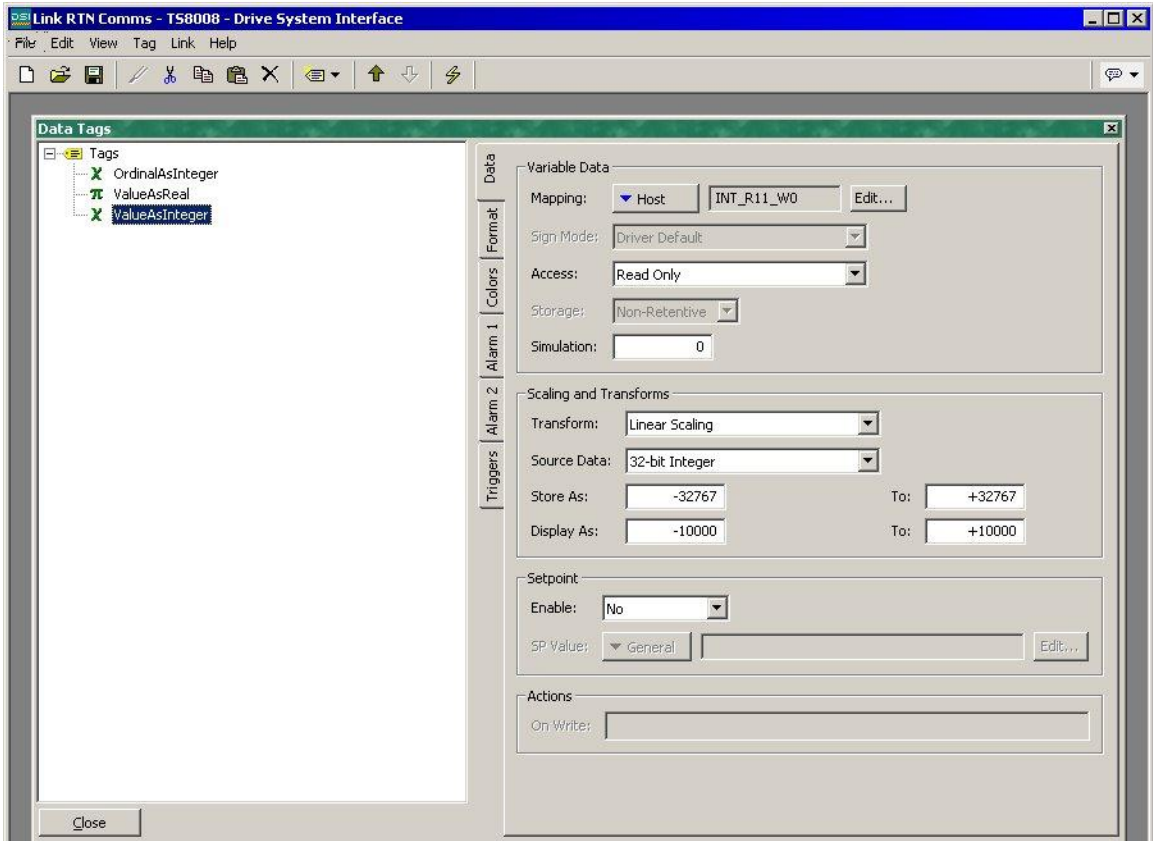 DSI Link RTN Comms - TS8008 - Drive System Interface
File Edit View Tag Link Help
Data Tags
Tags
OrdinalAsInteger
ValueAsReal
ValueAsInteger
Close
Data
Format
Colors
Alarm 1
Alarm 2
Triggers
Variable Data
Mapping: Host INT_R11_W0 Edit...
Sign Mode: Driver Default
Access: Read Only
Storage: Non-Retentive
Simulation: 0
Scaling and Transforms
Transform: Linear Scaling
Source Data: 32-bit Integer
Store As: -32767 To: +32767
Display As: -10000 To: +10000
Setpoint
Enable: No
SP Value: General Edit...
Actions
On Write: